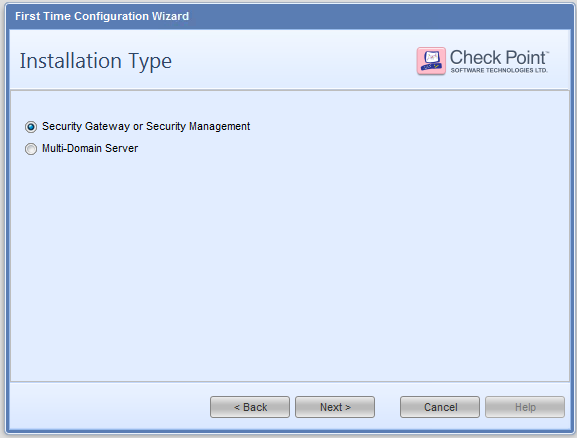 First Time Configuration Wizard
Installation Type
Check Point™
SOFTWARE TECHNOLOGIES LTD.
Security Gateway or Security Management
Multi-Domain Server
< Back Next > Cancel Help